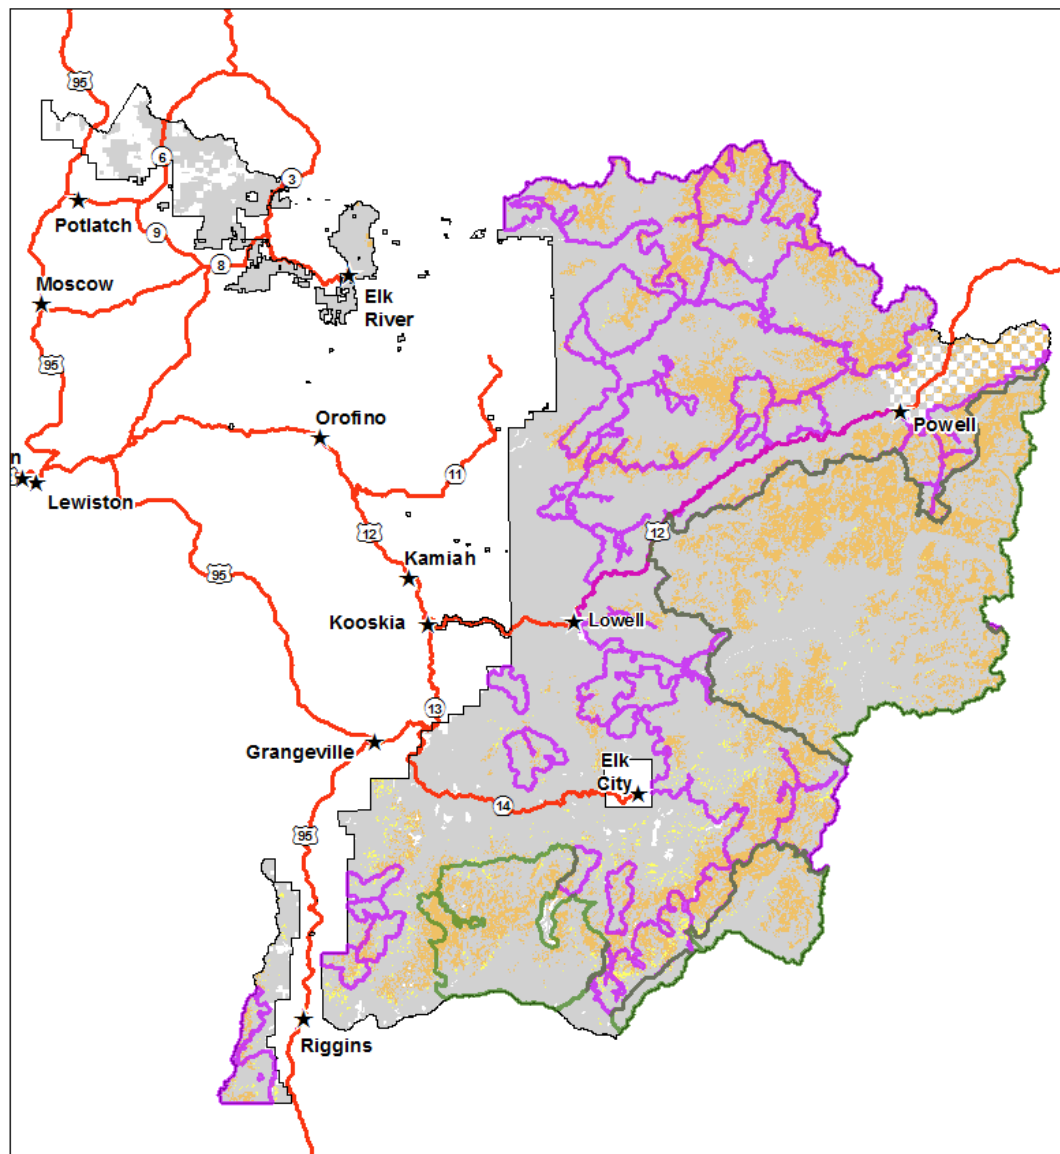 95
6
3
Potlatch
9
8
Moscow
Elk
River
95
Orofino
Powell
n
11
Lewiston
12
12
Kamiah
95
Kooskia
Lowell
13
Grangeville
Elk
City
14
95
Riggins